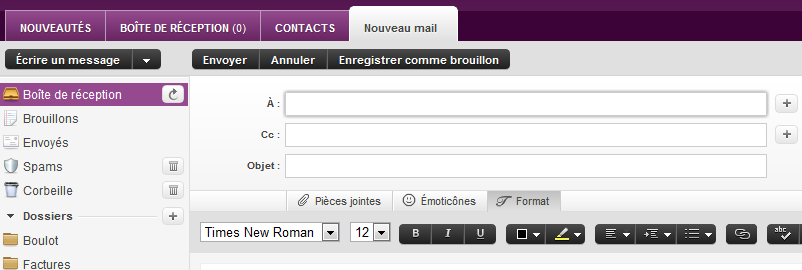 NOUVEAUTÉS BOÎTE DE RÉCEPTION (0) CONTACTS Nouveau mail
Écrire un message Envoyer Annuler Enregistrer comme brouillon
Boîte de réception
Brouillons
Envoyés
Spams
Corbeille
Dossiers
Boulot
Factures
À :
Cc :
Objet :
Pièces jointes Émoticônes Format
Times New Roman 12 B I U abc